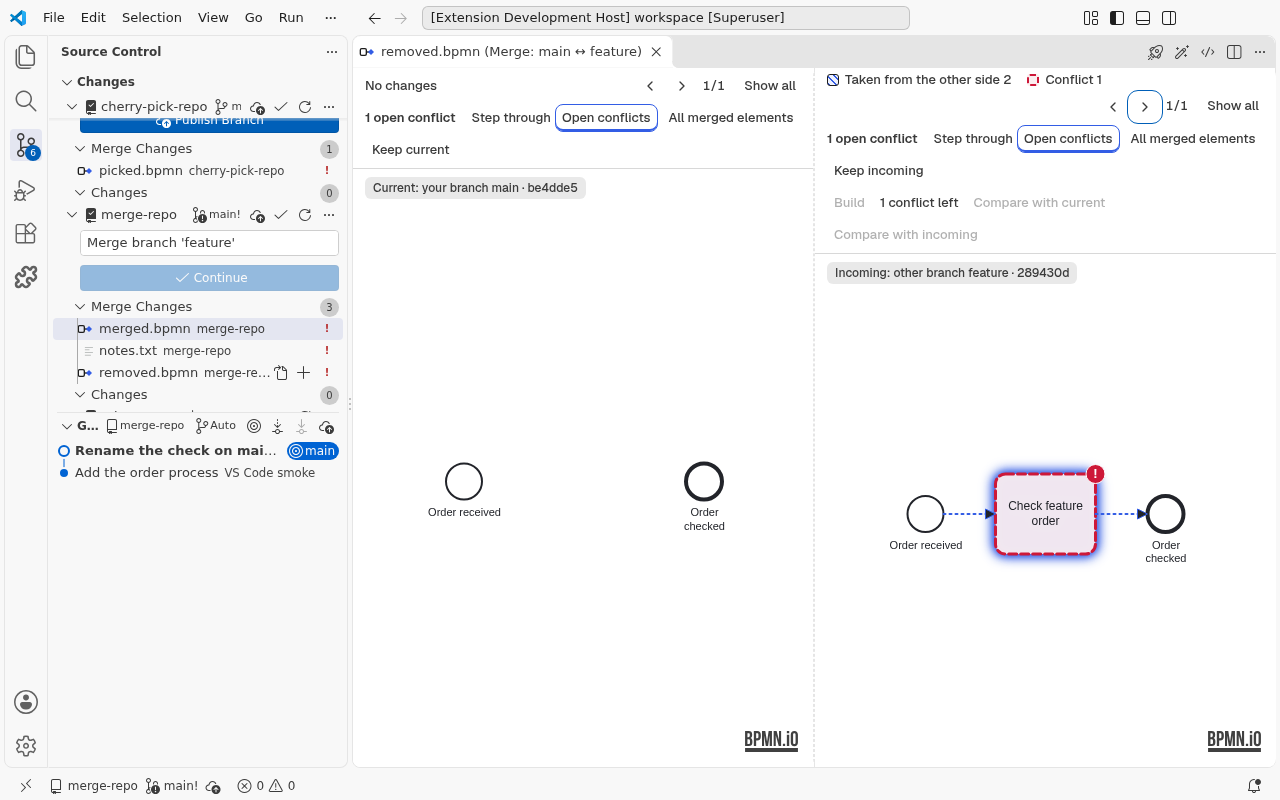 File Edit Selection View Go Run ···
[Extension Development Host] workspace [Superuser]
Source Control
Changes
cherry-pick-repo m
Publish Branch
Merge Changes 1
picked.bpmn cherry-pick-repo !
Changes 0
merge-repo main!
Merge branch 'feature'
Continue
Merge Changes 3
merged.bpmn merge-repo !
notes.txt merge-repo !
removed.bpmn merge-re... !
Changes 0
G... merge-repo Auto
Rename the check on mai... main
Add the order process VS Code smoke
6
removed.bpmn (Merge: main ↔ feature)
No changes 1/1 Show all
1 open conflict Step through Open conflicts All merged elements
Keep current
Current: your branch main · be4dde5
Order received
Order
checked
BPMN.iO
Taken from the other side 2 Conflict 1
1/1 Show all
1 open conflict Step through Open conflicts All merged elements
Keep incoming
Build 1 conflict left Compare with current
Compare with incoming
Incoming: other branch feature · 289430d
!
Check feature
order
Order received
Order
checked
BPMN.iO
merge-repo main! 0 0